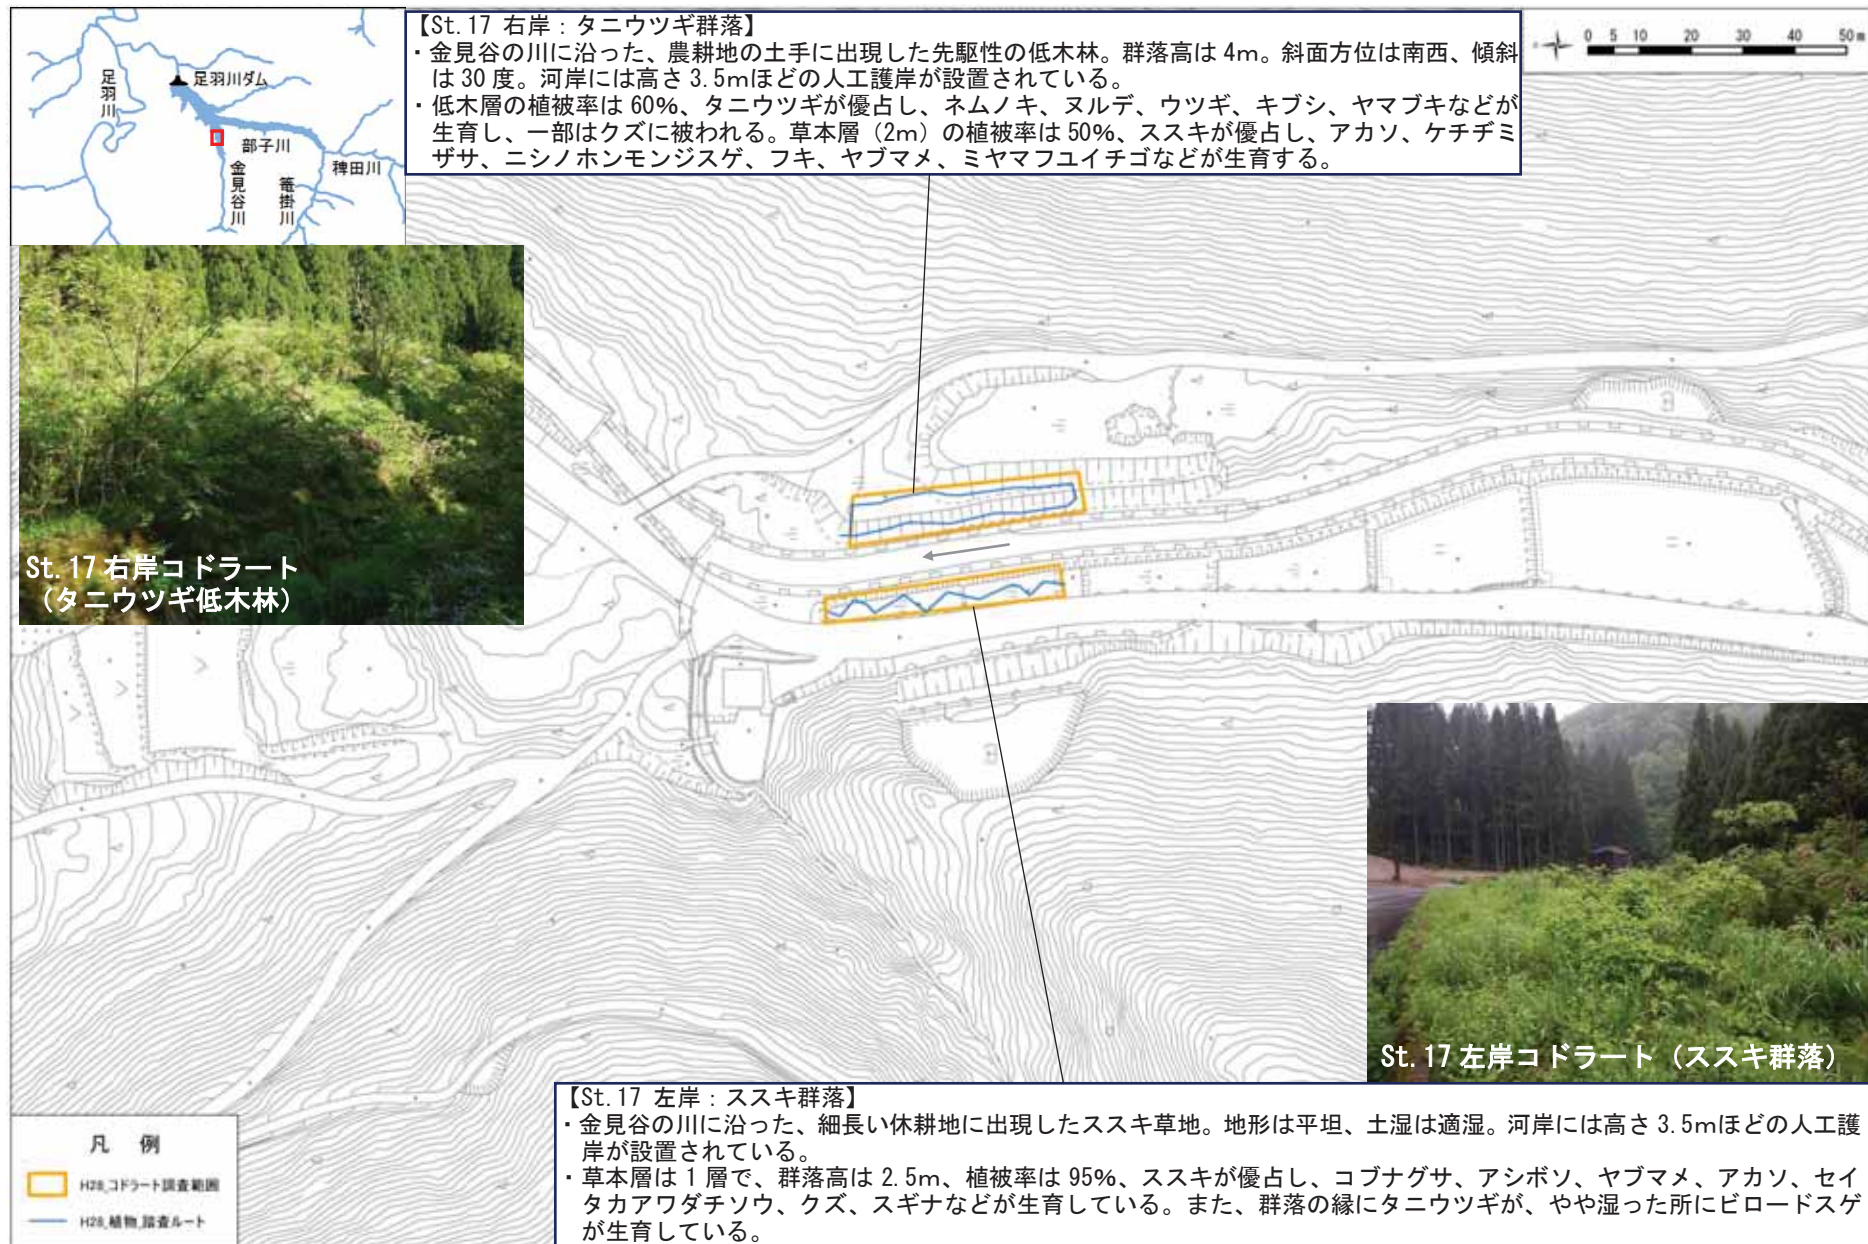 【St.17 右岸：タニウツギ群落】
・金見谷の川に沿った、農耕地の土手に出現した先駆性の低木林。群落高は 4m。斜面方位は南西、傾斜
は 30 度。河岸には高さ 3.5mほどの人工護岸が設置されている。
・低木層の植被率は 60%、タニウツギが優占し、ネムノキ、ヌルデ、ウツギ、キブシ、ヤマブキなどが
生育し、一部はクズに被われる。草本層（2m）の植被率は 50%、ススキが優占し、アカソ、ケチヂミ
ザサ、ニシノホンモンジスゲ、フキ、ヤブマメ、ミヤマフユイチゴなどが生育する。
0 5 10 20 30 40 50 m
足羽川
足羽川ダム
部子川
金見谷川
篭掛川
稗田川
St.17 右岸コドラート
（タニウツギ低木林）
St.17 左岸コドラート（ススキ群落）
【St.17 左岸：ススキ群落】
・金見谷の川に沿った、細長い休耕地に出現したススキ草地。地形は平坦、土湿は適湿。河岸には高さ 3.5mほどの人工護
岸が設置されている。
・草本層は 1 層で、群落高は 2.5m、植被率は 95%、ススキが優占し、コブナグサ、アシボソ、ヤブマメ、アカソ、セイ
タカアワダチソウ、クズ、スギナなどが生育している。また、群落の縁にタニウツギが、やや湿った所にビロードスゲ
が生育している。
凡 例
H28_コドラート調査範囲
H28_植物_踏査ルート